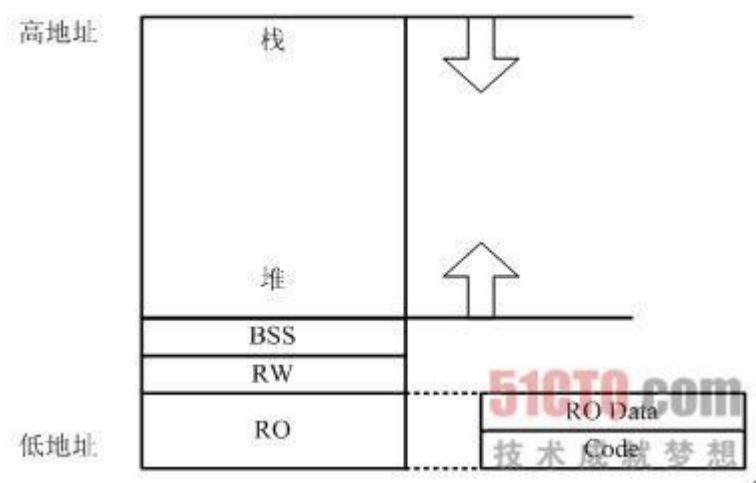 高地址
栈
堆
BSS
RW
RO
低地址
51CTO.com
RO Data
Code
技术成就梦想